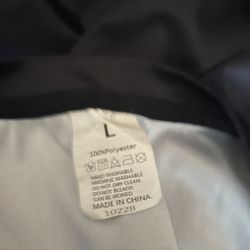 L
100%Polyester
HAND WASHABLE
MACHINE WASHABLE
DO NOT DRY CLEAN
DO NOT BLEACH
CAN BE IRONED
MADE IN CHINA.
10228